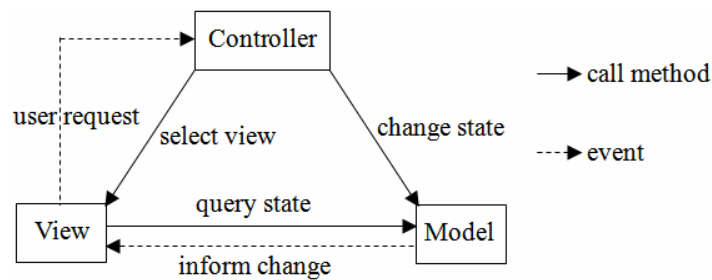 Controller
call method
user request
change state
select view
event
query state
View
Model
inform change